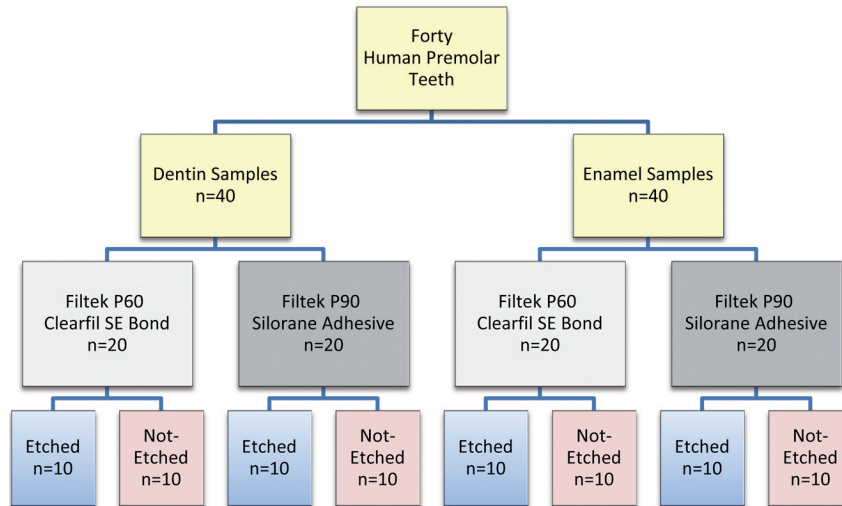 Forty
Human Premolar
Teeth
Dentin Samples
n=40
Enamel Samples
n=40
Filtek P60
Clearfil SE Bond
n=20
Filtek P90
Silorane Adhesive
n=20
Filtek P60
Clearfil SE Bond
n=20
Filtek P90
Silorane Adhesive
n=20
Etched
n=10
Not-
Etched
n=10
Etched
n=10
Not-
Etched
n=10
Etched
n=10
Not-
Etched
n=10
Etched
n=10
Not-
Etched
n=10